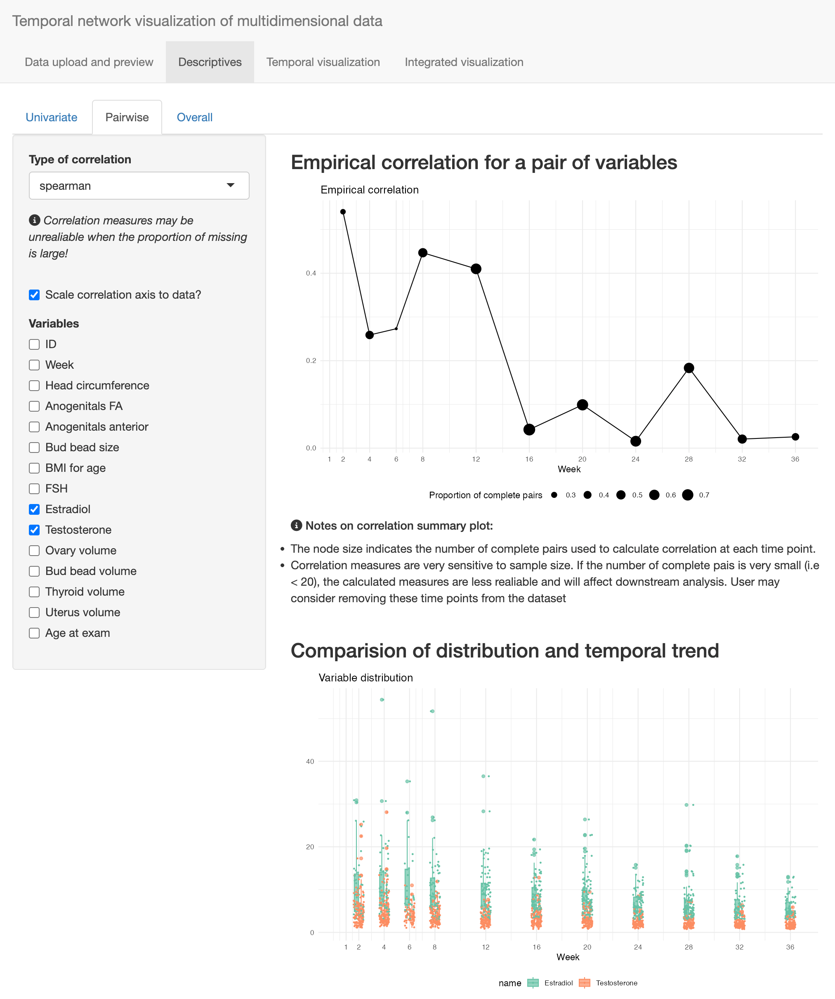 Temporal network visualization of multidimensional data
Data upload and preview Descriptives Temporal visualization Integrated visualization
Univariate Pairwise Overall
Type of correlation
spearman
Correlation measures may be
unrealiable when the proportion of missing
is large!
Scale correlation axis to data?
Variables
ID
Week
Head circumference
Anogenitals FA
Anogenitals anterior
Bud bead size
BMI for age
FSH
Estradiol
Testosterone
Ovary volume
Bud bead volume
Thyroid volume
Uterus volume
Age at exam
Empirical correlation for a pair of variables
Empirical correlation
0.4
0.2
0.0
1 2 4 6 8 12 16 20 24 28 32 36
Week
Proportion of complete pairs 0.3 0.4 0.5 0.6 0.7
Notes on correlation summary plot:
• The node size indicates the number of complete pairs used to calculate correlation at each time point.
• Correlation measures are very sensitive to sample size. If the number of complete pais is very small (i.e
< 20), the calculated measures are less realiable and will affect downstream analysis. User may
consider removing these time points from the dataset
Comparision of distribution and temporal trend
Variable distribution
40
20
0
1 2 4 6 8 12 16 20 24 28 32 36
Week
name Estradiol Testosterone